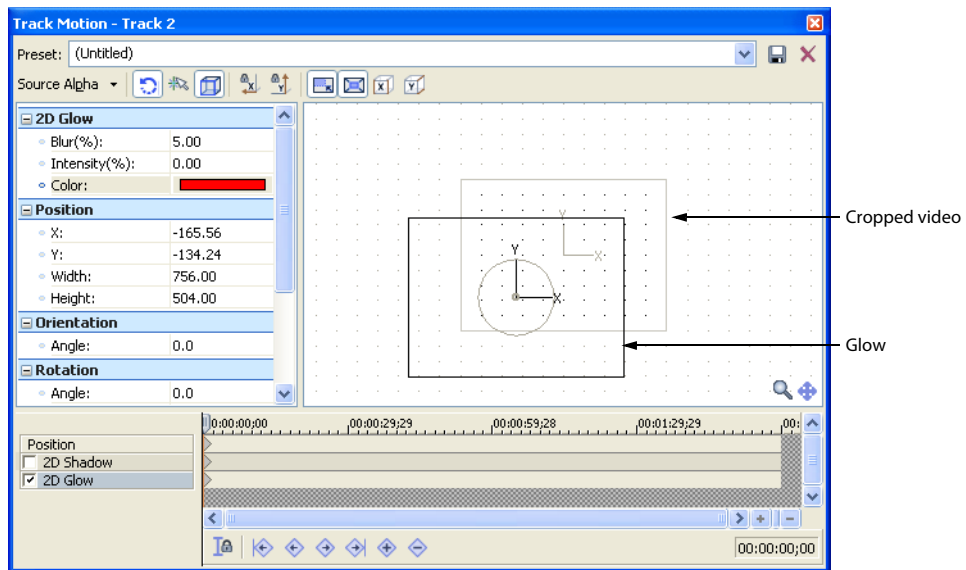 Track Motion - Track 2
Preset: (Untitled)
Source Alpha
X
Y
X
Y
2D Glow
Blur(%): 5.00
Intensity(%): 0.00
Color:
Position
X: -165.56
Y: -134.24
Width: 756.00
Height: 504.00
Orientation
Angle: 0.0
Rotation
Angle: 0.0
Y
X
Y
X
Cropped video
Glow
0:00:00;00 00:00:29;29 00:00:59;28 00:01:29;29 00:
Position
2D Shadow
2D Glow
00:00:00;00